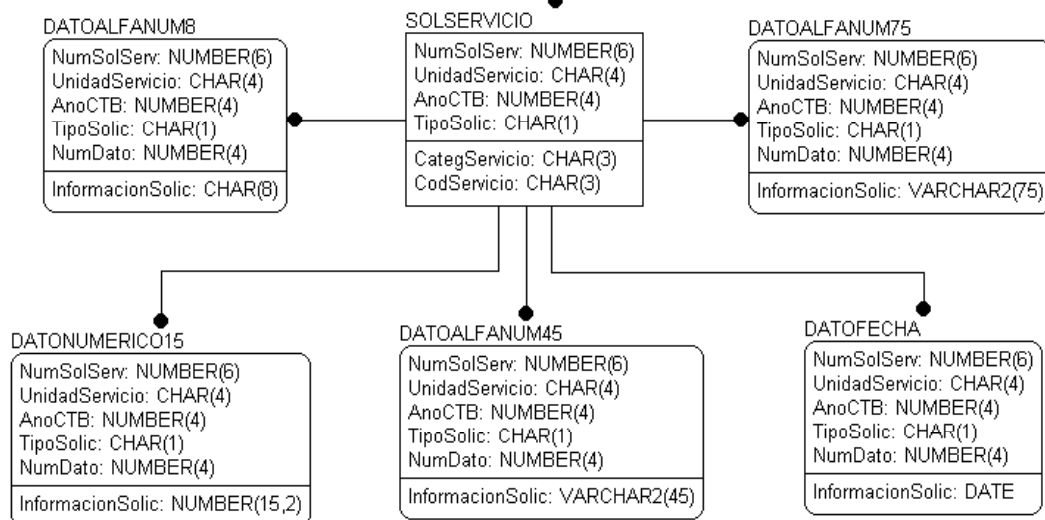 DATOALFANUM8
NumSolServ: NUMBER(6)
UnidadServicio: CHAR(4)
AnoCTB: NUMBER(4)
TipoSolic: CHAR(1)
NumDato: NUMBER(4)
InformacionSolic: CHAR(8)
SOLSERVICIO
NumSolServ: NUMBER(6)
UnidadServicio: CHAR(4)
AnoCTB: NUMBER(4)
TipoSolic: CHAR(1)
CategServicio: CHAR(3)
CodServicio: CHAR(3)
DATOALFANUM75
NumSolServ: NUMBER(6)
UnidadServicio: CHAR(4)
AnoCTB: NUMBER(4)
TipoSolic: CHAR(1)
NumDato: NUMBER(4)
InformacionSolic: VARCHAR2(75)
DATONUMERICO15
NumSolServ: NUMBER(6)
UnidadServicio: CHAR(4)
AnoCTB: NUMBER(4)
TipoSolic: CHAR(1)
NumDato: NUMBER(4)
InformacionSolic: NUMBER(15,2)
DATOALFANUM45
NumSolServ: NUMBER(6)
UnidadServicio: CHAR(4)
AnoCTB: NUMBER(4)
TipoSolic: CHAR(1)
NumDato: NUMBER(4)
InformacionSolic: VARCHAR2(45)
DATOFECHA
NumSolServ: NUMBER(6)
UnidadServicio: CHAR(4)
AnoCTB: NUMBER(4)
TipoSolic: CHAR(1)
NumDato: NUMBER(4)
InformacionSolic: DATE